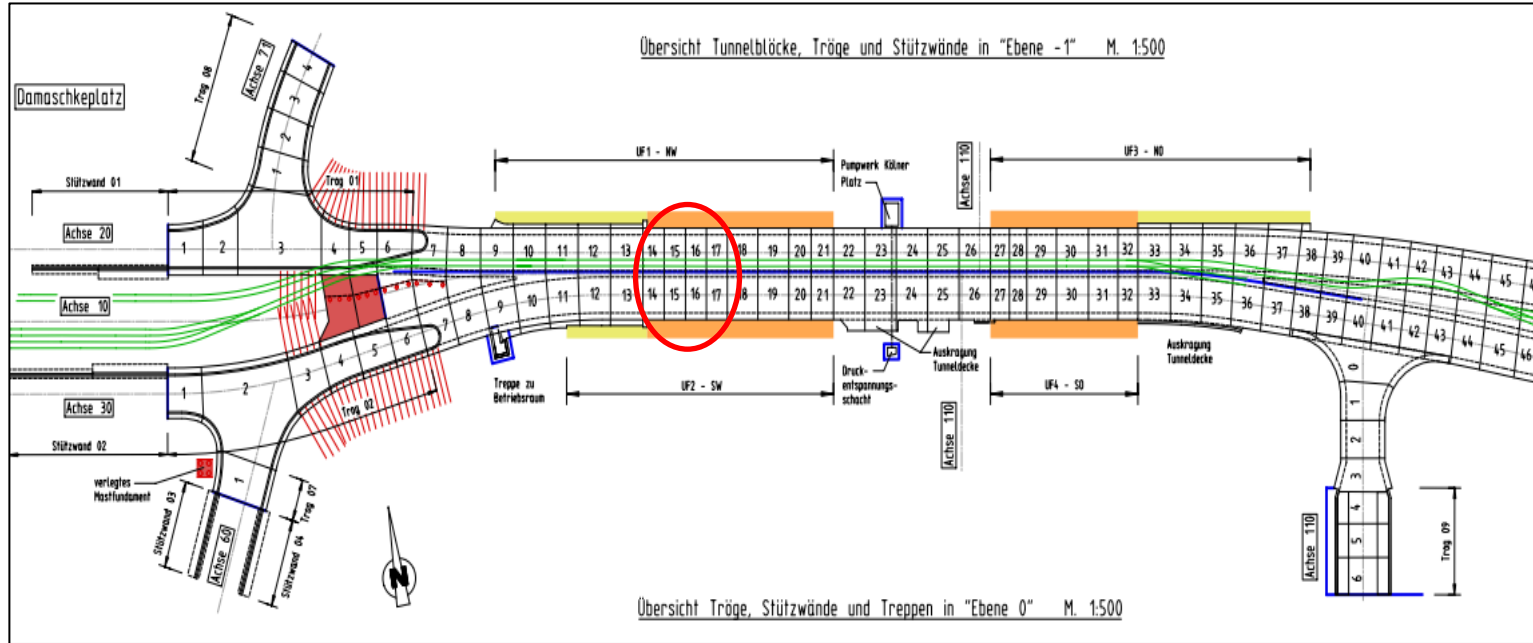 Übersicht Tunnelblöcke, Tröge und Stützwände in "Ebene -1" M. 1:500
Damaschkeplatz
Trog 08
Achse 71
4
3
2
1
Stützwand 01
Trog 01
UF1 - NW
Pumpwerk Kölner
Platz
Achse 110
UF3 - NO
Achse 20
1 2 3 4 5 6 7 8 9 10 11 12 13 14 15 16 17 18 19 20 21 22 23 24 25 26 27 28 29 30 31 32 33 34 35 36 37 38 39 40 41 42 43 44 45
Achse 10
1 2 3 4 5 6 7 8 9 10 11 12 13 14 15 16 17 18 19 20 21 22 23 24 25 26 27 28 29 30 31 32 33 34 35 36 37 38 39 40 41 42 43 44 45 46
Achse 30
Stützwand 02
Trog 02
Treppe zu
Betriebsraum
UF2 - SW
Druck-
entspannungs-
schacht
Auskragung
Tunneldecke
Achse 110
UF4 - SO
Auskragung
Tunneldecke
0
1
2
3
4
5
6
Achse 110
Trog 09
verlegtes
Mastfundament
1
Stützwand 03
Achse 60
Trog 07
Stützwand 04
N
Übersicht Tröge, Stützwände und Treppen in "Ebene 0" M. 1:500